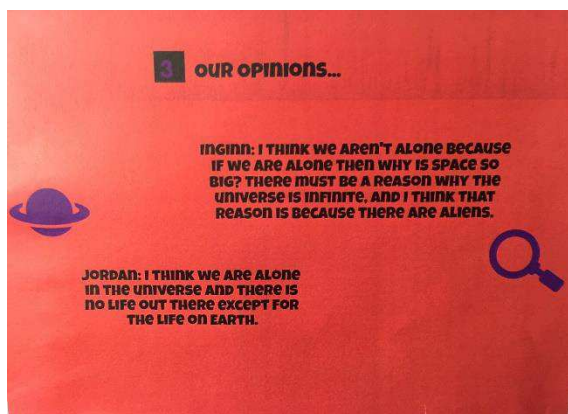 3 OUR OPINIONS...
INGINN: I THINK WE AREN'T ALONE BECAUSE
IF WE ARE ALONE THEN WHY IS SPACE SO
BIG? THERE MUST BE A REASON WHY THE
UNIVERSE IS INFINITE, AND I THINK THAT
REASON IS BECAUSE THERE ARE ALIENS.
JORDAN: I THINK WE ARE ALONE
IN THE UNIVERSE AND THERE IS
NO LIFE OUT THERE EXCEPT FOR
THE LIFE ON EARTH.